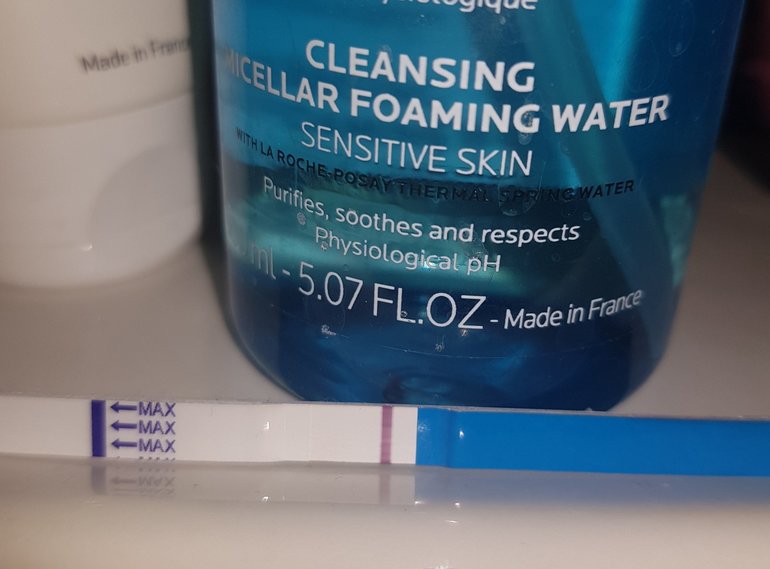 Made in France
CLEANSING
MICELLAR FOAMING WATER
SENSITIVE SKIN
WITH LA ROCHE-POSAY THERMAL SPRING WATER
Purifies, soothes and respects
Physiological pH
ml - 5.07 FL.OZ - Made in France
MAX
MAX
MAX